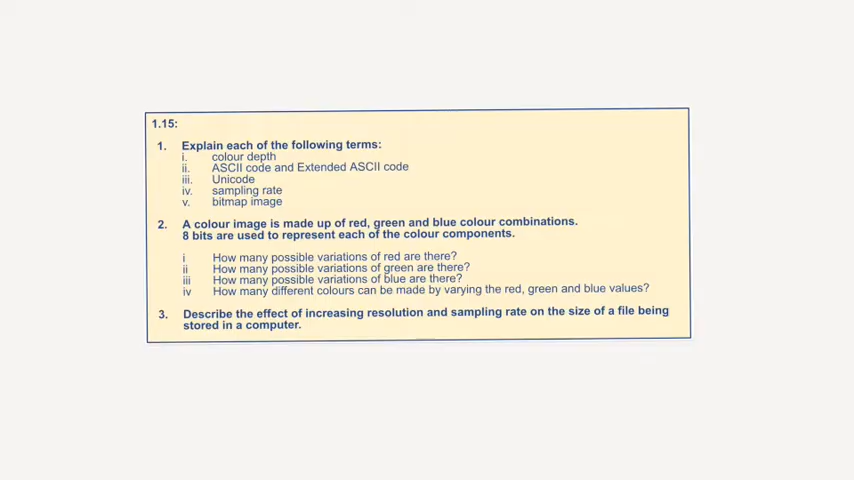 1.15:
1. Explain each of the following terms:
i. colour depth
ii. ASCII code and Extended ASCII code
iii. Unicode
iv. sampling rate
v. bitmap image
2. A colour image is made up of red, green and blue colour combinations.
8 bits are used to represent each of the colour components.
i How many possible variations of red are there?
ii How many possible variations of green are there?
iii How many possible variations of blue are there?
iv How many different colours can be made by varying the red, green and blue values?
3. Describe the effect of increasing resolution and sampling rate on the size of a file being
stored in a computer.